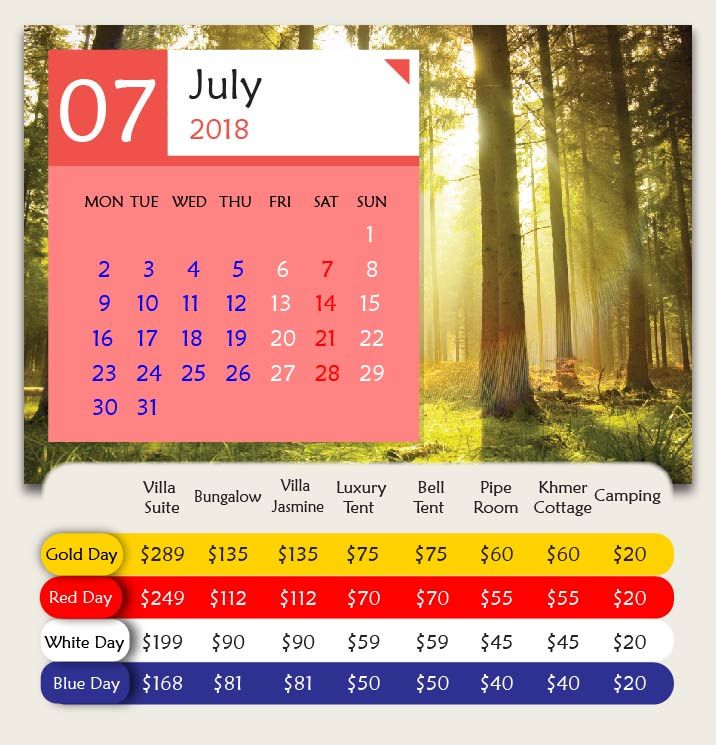 07
July
2018
MON TUE WED THU FRI SAT SUN
1
2 3 4 5 6 7 8
9 10 11 12 13 14 15
16 17 18 19 20 21 22
23 24 25 26 27 28 29
30 31
Villa Suite Bungalow Villa Jasmine Luxury Tent Bell Tent Pipe Room Khmer Cottage Camping
Gold Day $289 $135 $135 $75 $75 $60 $60 $20
Red Day $249 $112 $112 $70 $70 $55 $55 $20
White Day $199 $90 $90 $59 $59 $45 $45 $20
Blue Day $168 $81 $81 $50 $50 $40 $40 $20